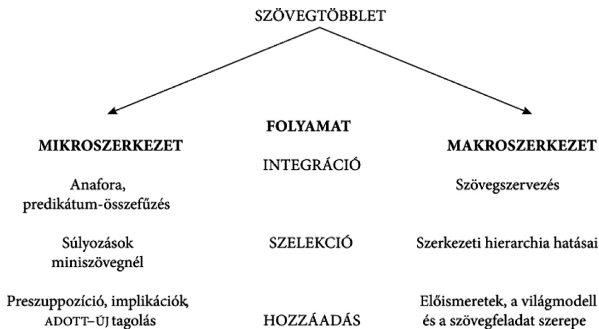 SZÖVEGTÖBBLET
FOLYAMAT
MIKROSZERKEZET
MAKROSZERKEZET
INTEGRÁCIÓ
Anafora,
predikátum-összefűzés
Szövegszervezés
Súlyozások
miniszövegnél
SZELEKCIÓ
Szerkezeti hierarchia hatásai
Preszuppozíció, implikációk,
ADOTT–ÚJ tagolás
HOZZÁADÁS
Előismeretek, a világmodell
és a szövegfeladat szerepe